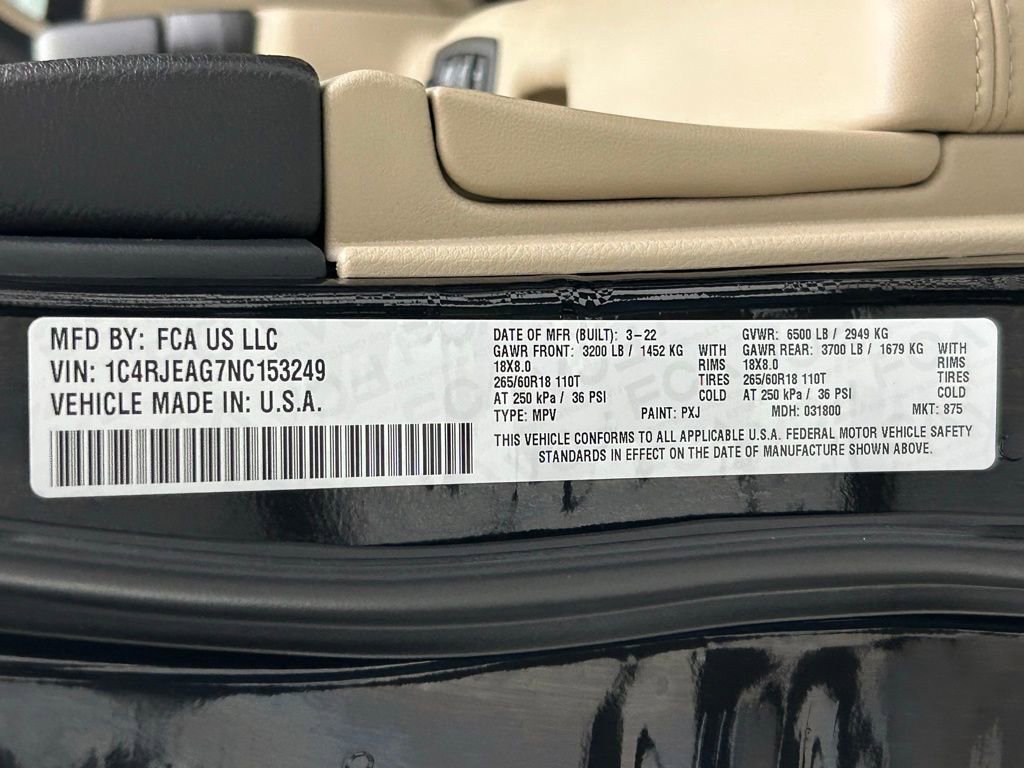 MFD BY: FCA US LLC
VIN: 1C4RJEAG7NC153249
VEHICLE MADE IN: U.S.A.
DATE OF MFR (BUILT): 3-22
GAWR FRONT: 3200 LB / 1452 KG WITH
18X8.0 RIMS
265/60R18 110T TIRES
AT 250 kPa / 36 PSI COLD
TYPE: MPV PAINT: PXJ
GVWR: 6500 LB / 2949 KG
GAWR REAR: 3700 LB / 1679 KG WITH
18X8.0 RIMS
265/60R18 110T TIRES
AT 250 kPa / 36 PSI COLD
MDH: 031800 MKT: 875
THIS VEHICLE CONFORMS TO ALL APPLICABLE U.S.A. FEDERAL MOTOR VEHICLE SAFETY
STANDARDS IN EFFECT ON THE DATE OF MANUFACTURE SHOWN ABOVE.